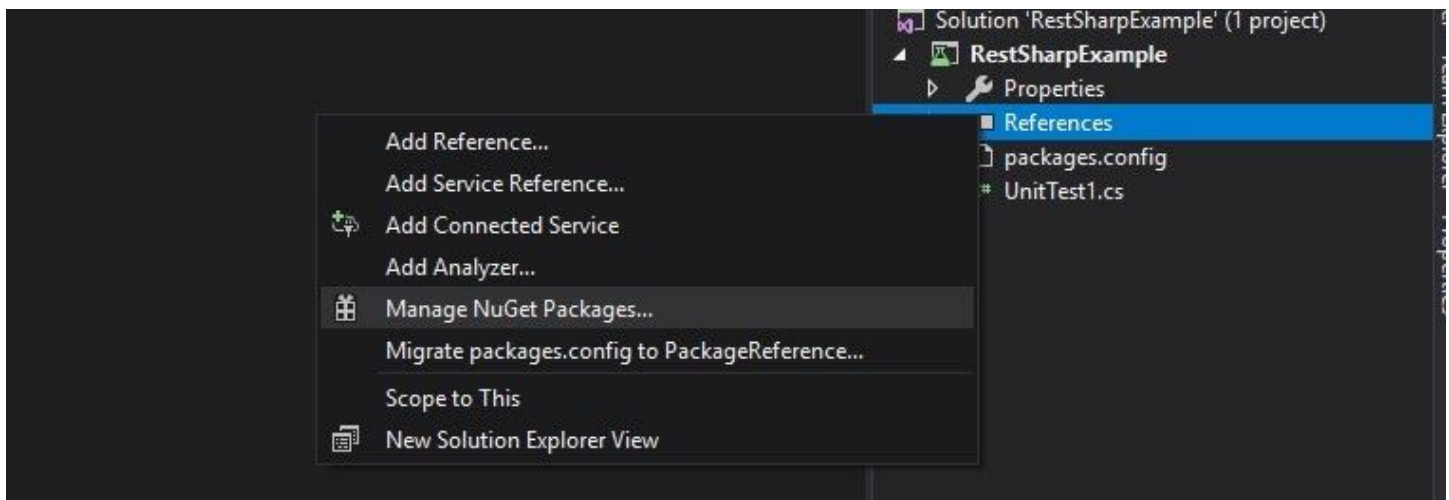 Solution 'RestSharpExample' (1 project)
RestSharpExample
Properties
References
packages.config
UnitTest1.cs
Add Reference...
Add Service Reference...
Add Connected Service
Add Analyzer...
Manage NuGet Packages...
Migrate packages.config to PackageReference...
Scope to This
New Solution Explorer View
Properties